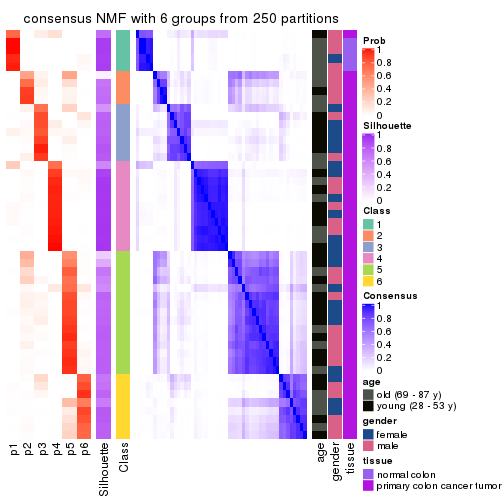 consensus NMF with 6 groups from 250 partitions
Prob
1
0.8
0.6
0.4
0.2
0
Silhouette
1
0.8
0.6
0.4
0.2
0
Class
1
2
3
4
5
6
Consensus
1
0.8
0.6
0.4
0.2
0
age
old (69 - 87 y)
young (28 - 53 y)
gender
female
male
tissue
normal colon
primary colon cancer tumor
p1
p2
p3
p4
p5
p6
Silhouette
Class
age
gender
tissue